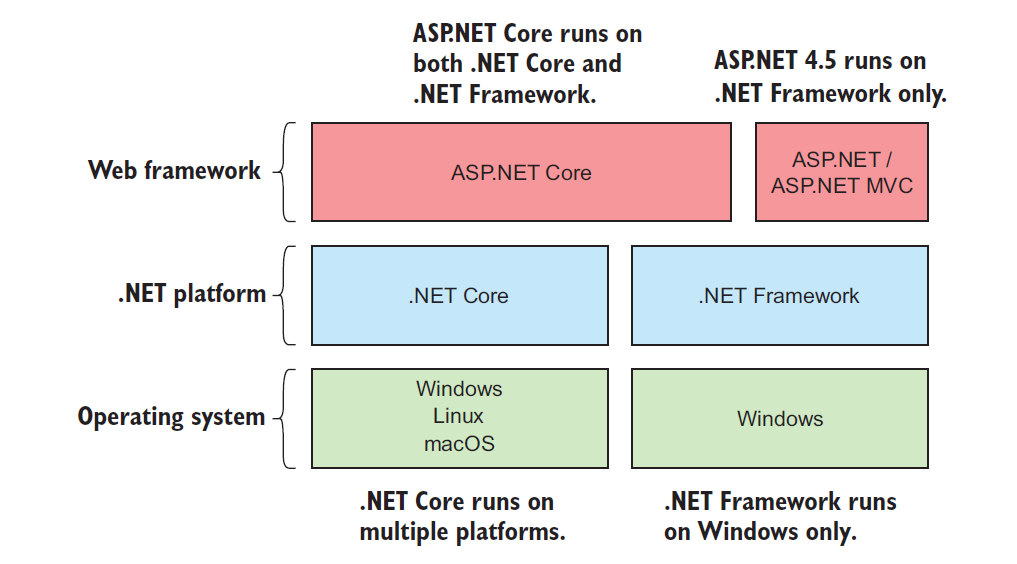 ASP.NET Core runs on
both .NET Core and
.NET Framework.
ASP.NET 4.5 runs on
.NET Framework only.
Web framework
ASP.NET Core
ASP.NET /
ASP.NET MVC
.NET platform
.NET Core
.NET Framework
Operating system
Windows
Linux
macOS
Windows
.NET Core runs on
multiple platforms.
.NET Framework runs
on Windows only.